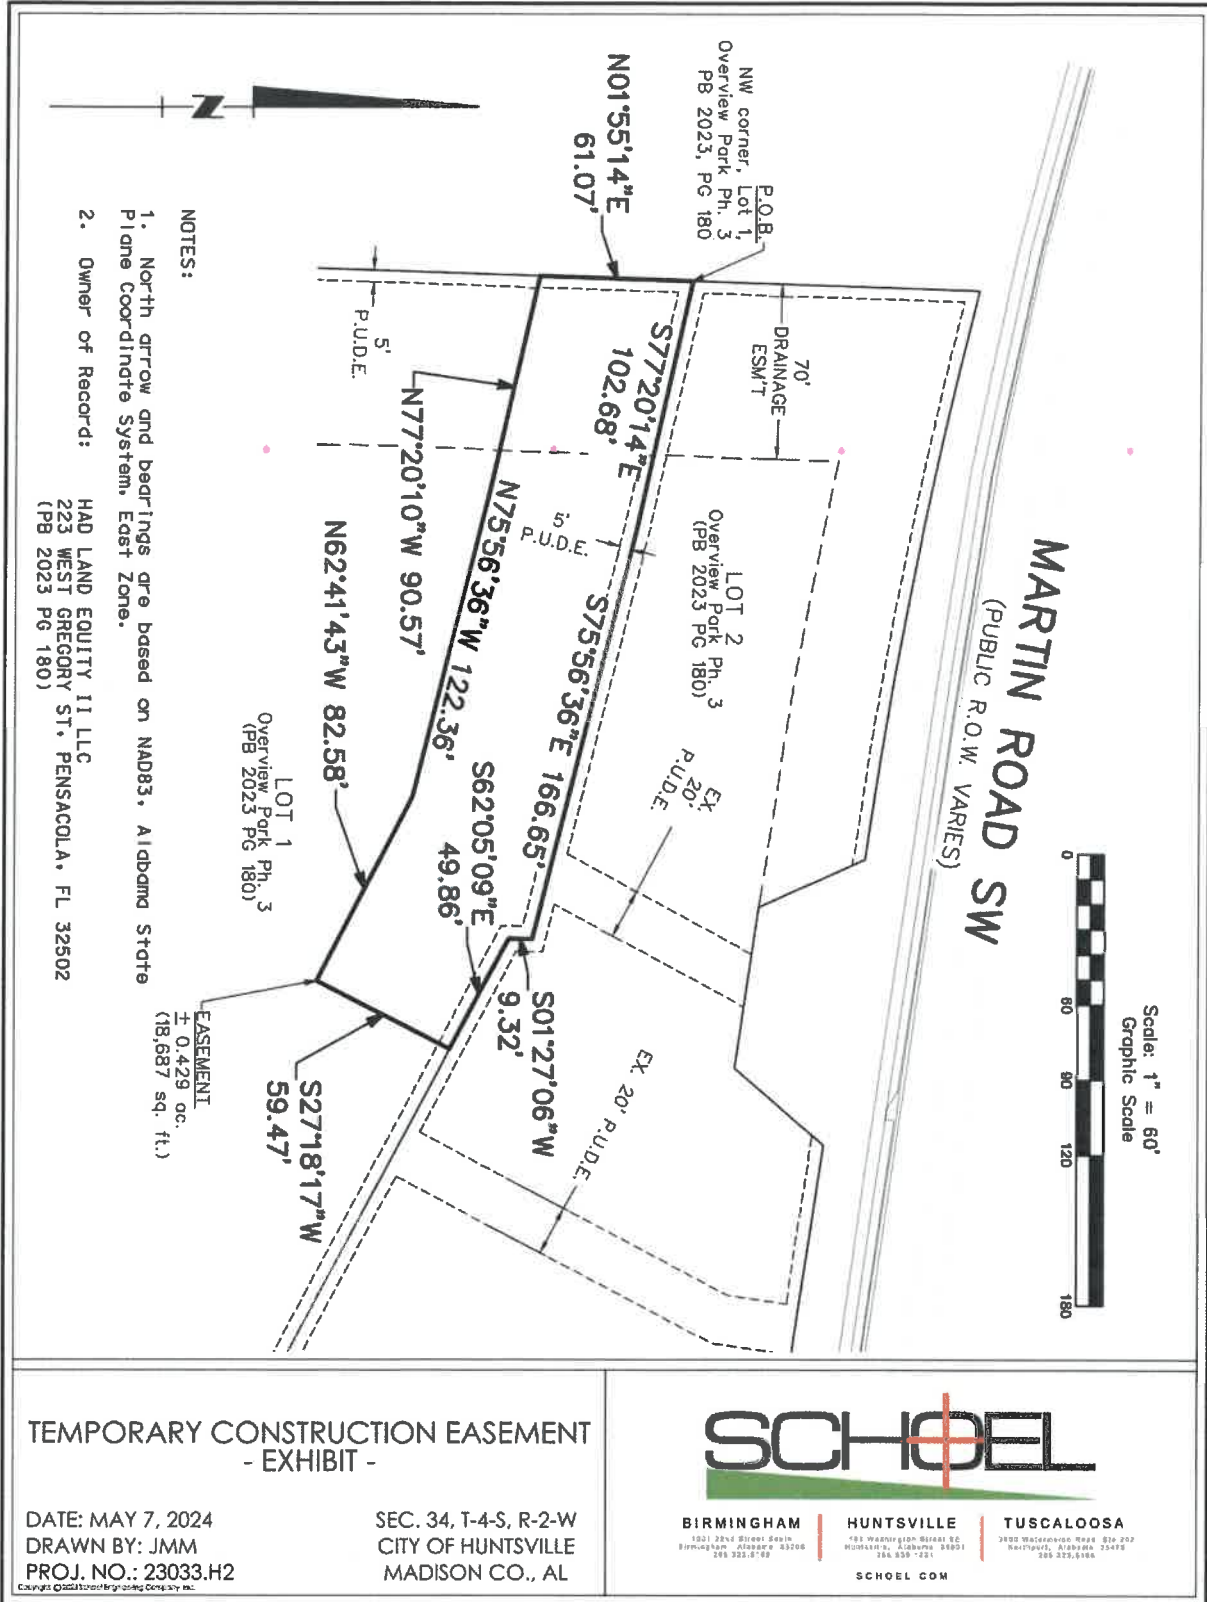 MARTIN ROAD SW
(PUBLIC R.O.W. VARIES)
Scale: 1" = 60'
Graphic Scale
0
60
90
120
180
P.O.B.
NW corner, Lot 1,
Overview Park Ph. 3
PB 2023, PG 180
N01°55'14"E
61.07'
70'
DRAINAGE
ESM'T
S77°20'14"E
102.68'
LOT 2
Overview Park Ph. 3
(PB 2023 PG 180)
EX.
20'
P.U.D.E.
S75°56'36"E 166.65'
5'
P.U.D.E.
5'
P.U.D.E.
N77°20'10"W 90.57'
N75°56'36"W 122.36'
S62°05'09"E
49.86'
S01°27'06"W
9.32'
EX. 20' P.U.D.E.
N62°41'43"W 82.58'
S27°18'17"W
59.47'
LOT 1
Overview Park Ph. 3
(PB 2023 PG 180)
EASEMENT
± 0.429 ac.
(18,687 sq. ft.)
N
NOTES:
1. North arrow and bearings are based on NAD83, Alabama State
Plane Coordinate System, East Zone.
2. Owner of Record: HAD LAND EQUITY II LLC
223 WEST GREGORY ST, PENSACOLA, FL 32502
(PB 2023 PG 180)
TEMPORARY CONSTRUCTION EASEMENT
- EXHIBIT -
DATE: MAY 7, 2024
DRAWN BY: JMM
PROJ. NO.: 23033.H2
SEC. 34, T-4-S, R-2-W
CITY OF HUNTSVILLE
MADISON CO., AL
SCHOEL
BIRMINGHAM
HUNTSVILLE
TUSCALOOSA
SCHOEL.COM